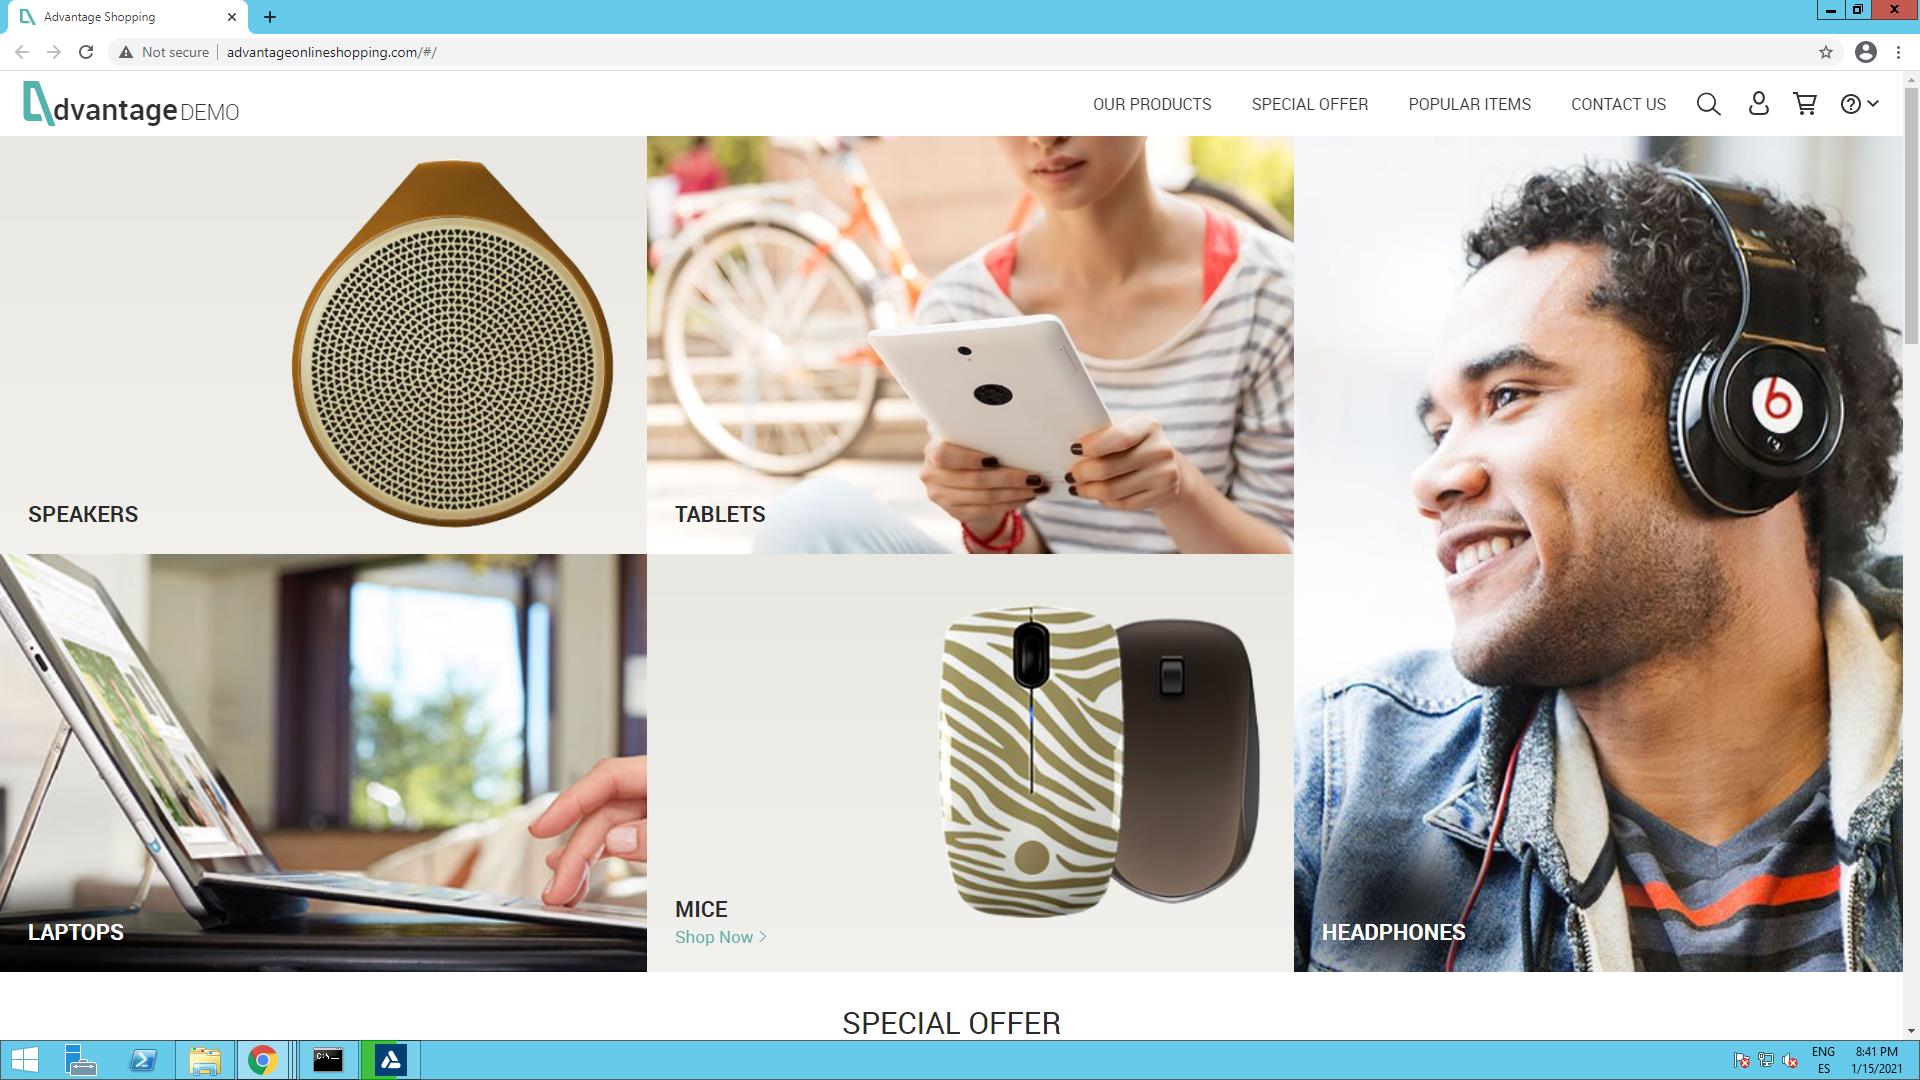 Advantage Shopping
Not secure
advantageonlineshopping.com/#/
dvantage DEMO
OUR PRODUCTS
SPECIAL OFFER
POPULAR ITEMS
CONTACT US
SPEAKERS
TABLETS
LAPTOPS
MICE
Shop Now
HEADPHONES
SPECIAL OFFER
C:\
ENG
8:41 PM
ES
1/15/2021